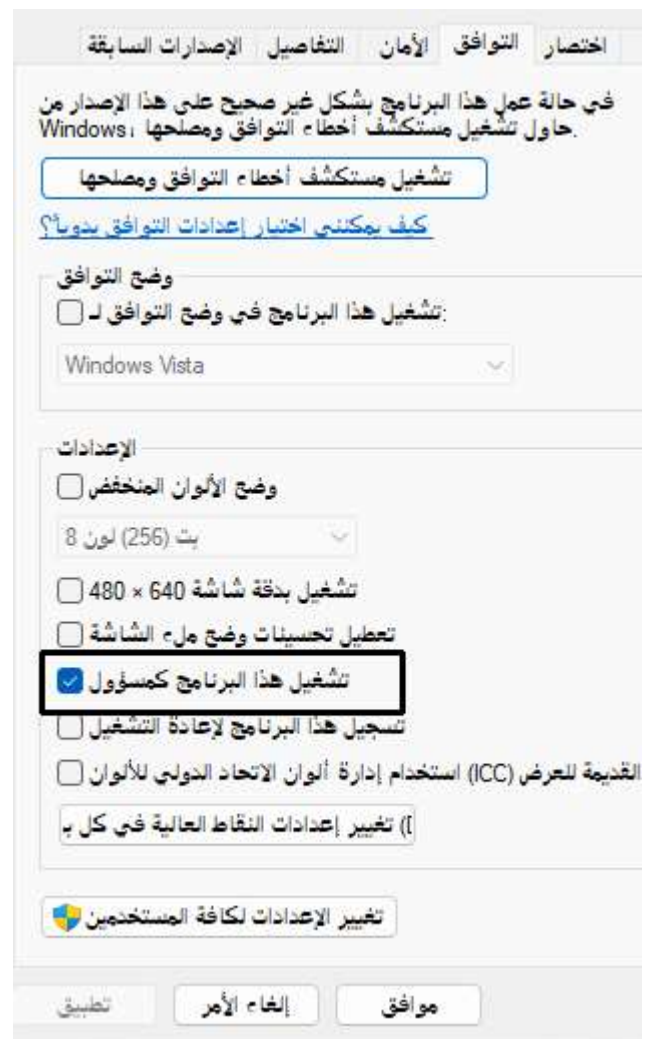 اختصار
التوافق
الأمان
التفاصيل
الإصدارات السابقة
في حالة عمل هذا البرنامج بشكل غير صحيح على هذا الإصدار من
Windows، حاول تشغيل مستكشف أخطاء التوافق ومصلحها.
تشغيل مستكشف أخطاء التوافق ومصلحها
كيف يمكنني اختيار إعدادات التوافق يدوياً؟
وضع التوافق
تشغيل هذا البرنامج في وضع التوافق لـ:
Windows Vista
الإعدادات
وضع الألوان المنخفض
8 بت (256) لون
تشغيل بدقة شاشة 640 × 480
تعطيل تحسينات وضع ملء الشاشة
تشغيل هذا البرنامج كمسؤول
تسجيل هذا البرنامج لإعادة التشغيل
استخدام إدارة ألوان الاتحاد الدولي للألوان (ICC) القديمة للعرض
تغيير إعدادات النقاط العالية في كل بـ
تغيير الإعدادات لكافة المستخدمين
موافق
إلغاء الأمر
تطبيق